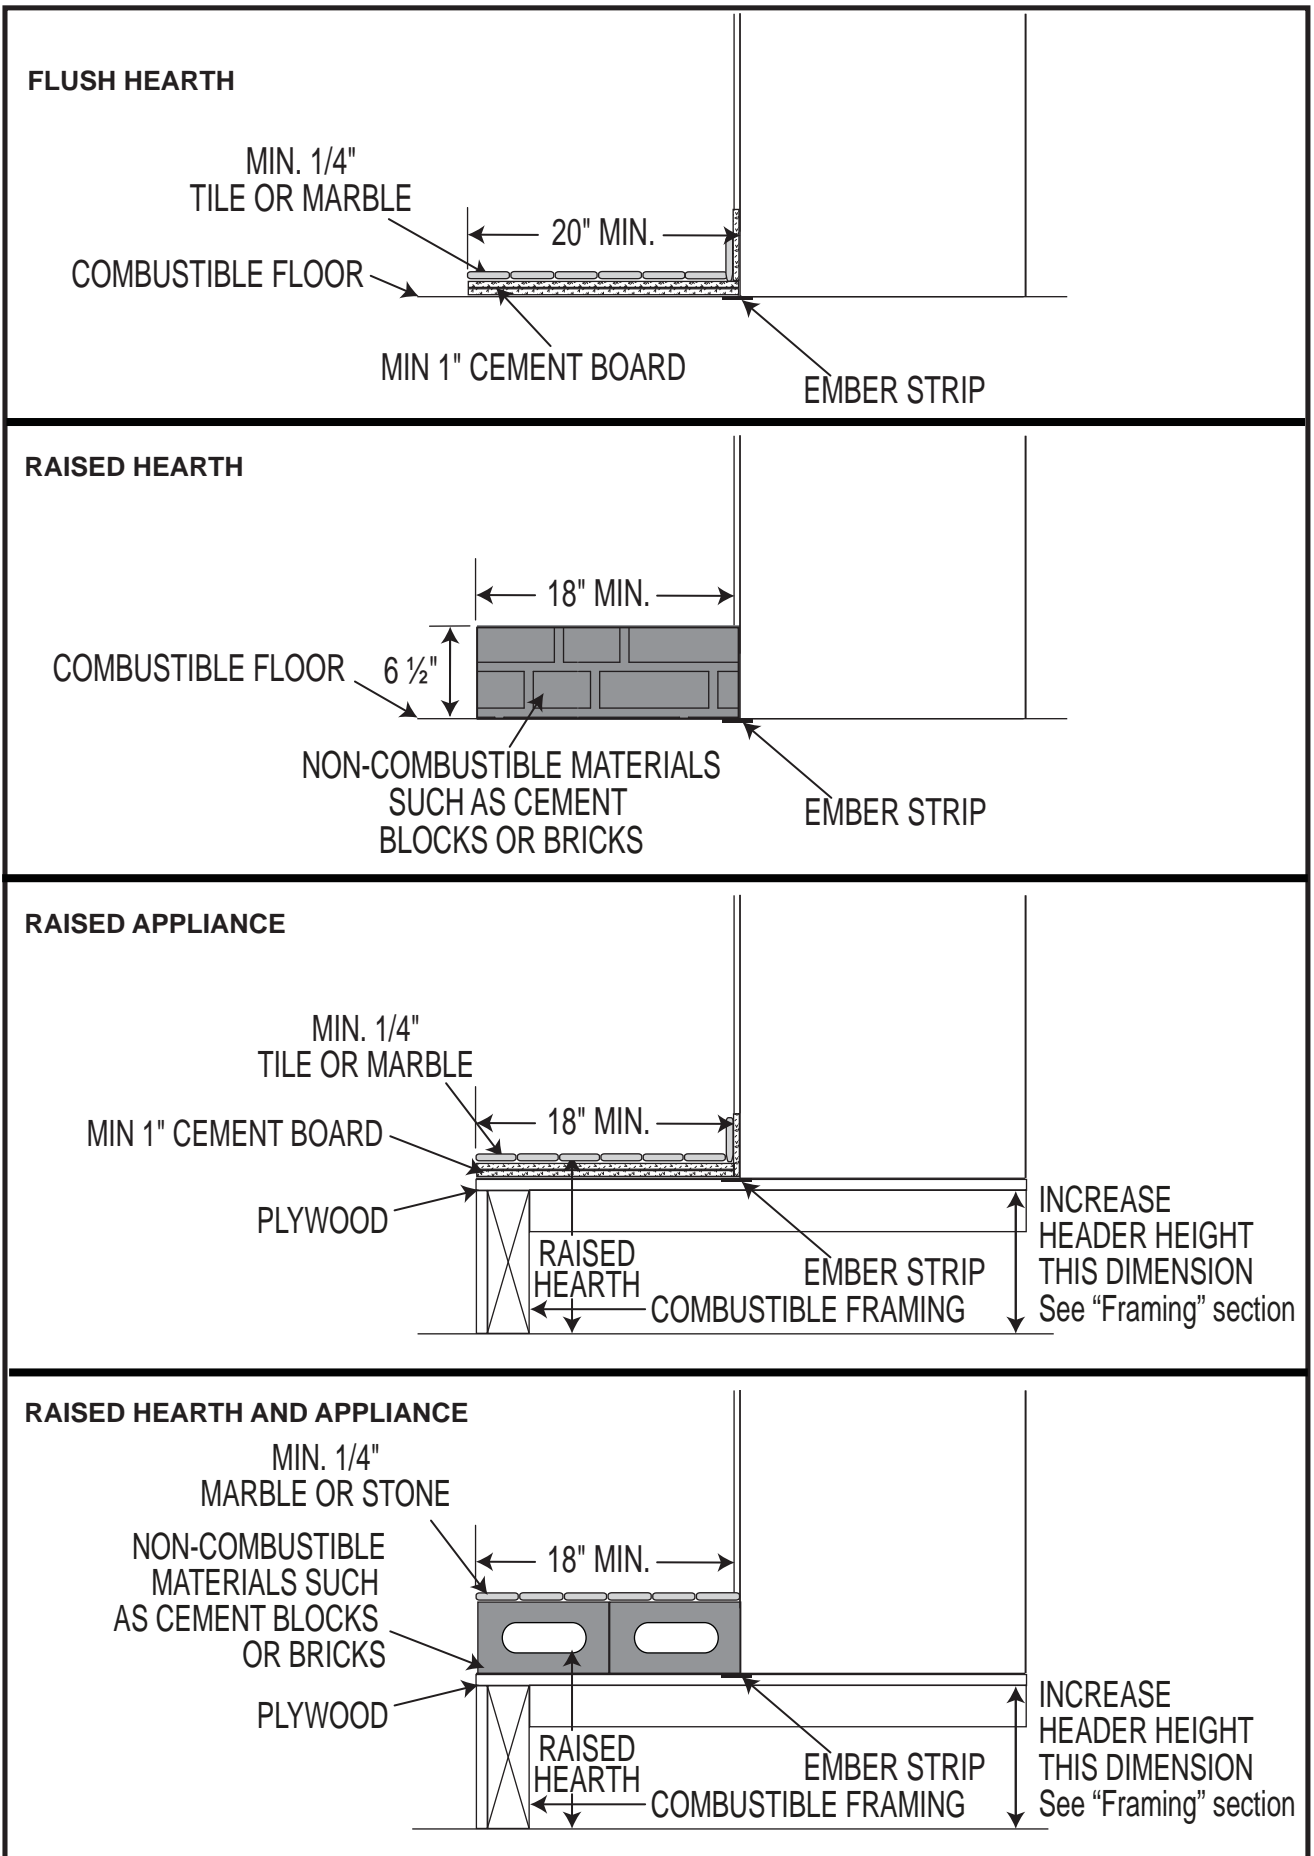 FLUSH HEARTH
MIN. 1/4"
TILE OR MARBLE
20" MIN.
COMBUSTIBLE FLOOR
MIN 1" CEMENT BOARD
EMBER STRIP
RAISED HEARTH
18" MIN.
COMBUSTIBLE FLOOR
6 ½"
NON-COMBUSTIBLE MATERIALS
SUCH AS CEMENT
BLOCKS OR BRICKS
EMBER STRIP
RAISED APPLIANCE
MIN. 1/4"
TILE OR MARBLE
MIN 1" CEMENT BOARD
18" MIN.
PLYWOOD
RAISED
HEARTH
EMBER STRIP
COMBUSTIBLE FRAMING
INCREASE
HEADER HEIGHT
THIS DIMENSION
See “Framing” section
RAISED HEARTH AND APPLIANCE
MIN. 1/4"
MARBLE OR STONE
NON-COMBUSTIBLE
MATERIALS SUCH
AS CEMENT BLOCKS
OR BRICKS
18" MIN.
PLYWOOD
RAISED
HEARTH
EMBER STRIP
COMBUSTIBLE FRAMING
INCREASE
HEADER HEIGHT
THIS DIMENSION
See “Framing” section